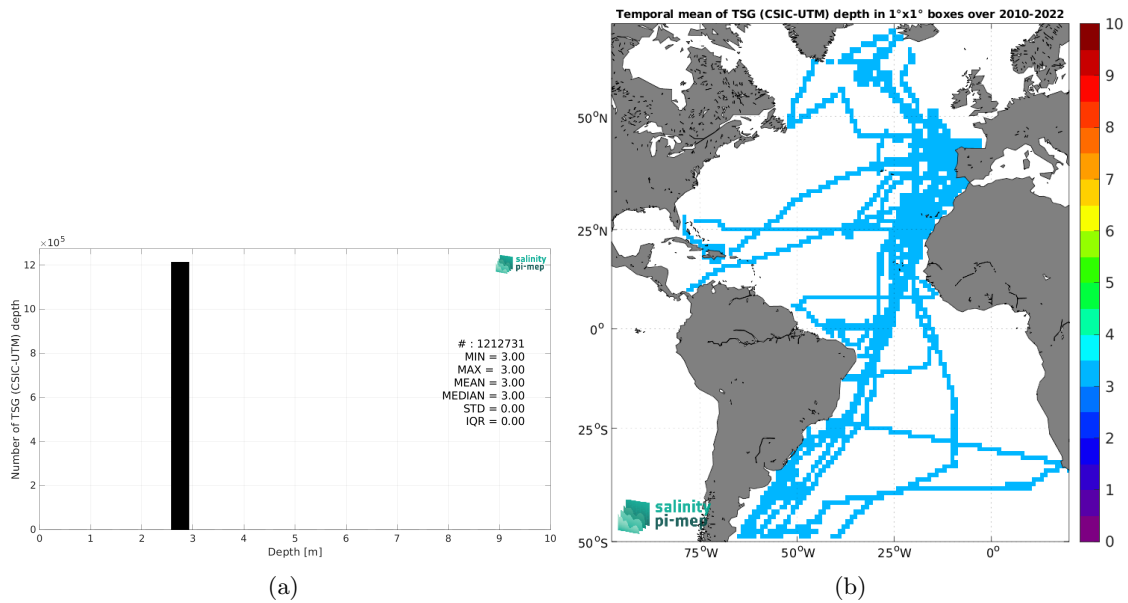 ×10⁵
12
10
8
6
4
2
0
Number of TSG (CSIC-UTM) depth
0 1 2 3 4 5 6 7 8 9 10
Depth [m]
salinity
pi-mep
# : 1212731
MIN = 3.00
MAX = 3.00
MEAN = 3.00
MEDIAN = 3.00
STD = 0.00
IQR = 0.00
(a)
Temporal mean of TSG (CSIC-UTM) depth in 1°x1° boxes over 2010-2022
50°N
25°N
0°
25°S
50°S
75°W 50°W 25°W 0°
salinity
pi-mep
10
9
8
7
6
5
4
3
2
1
0
(b)